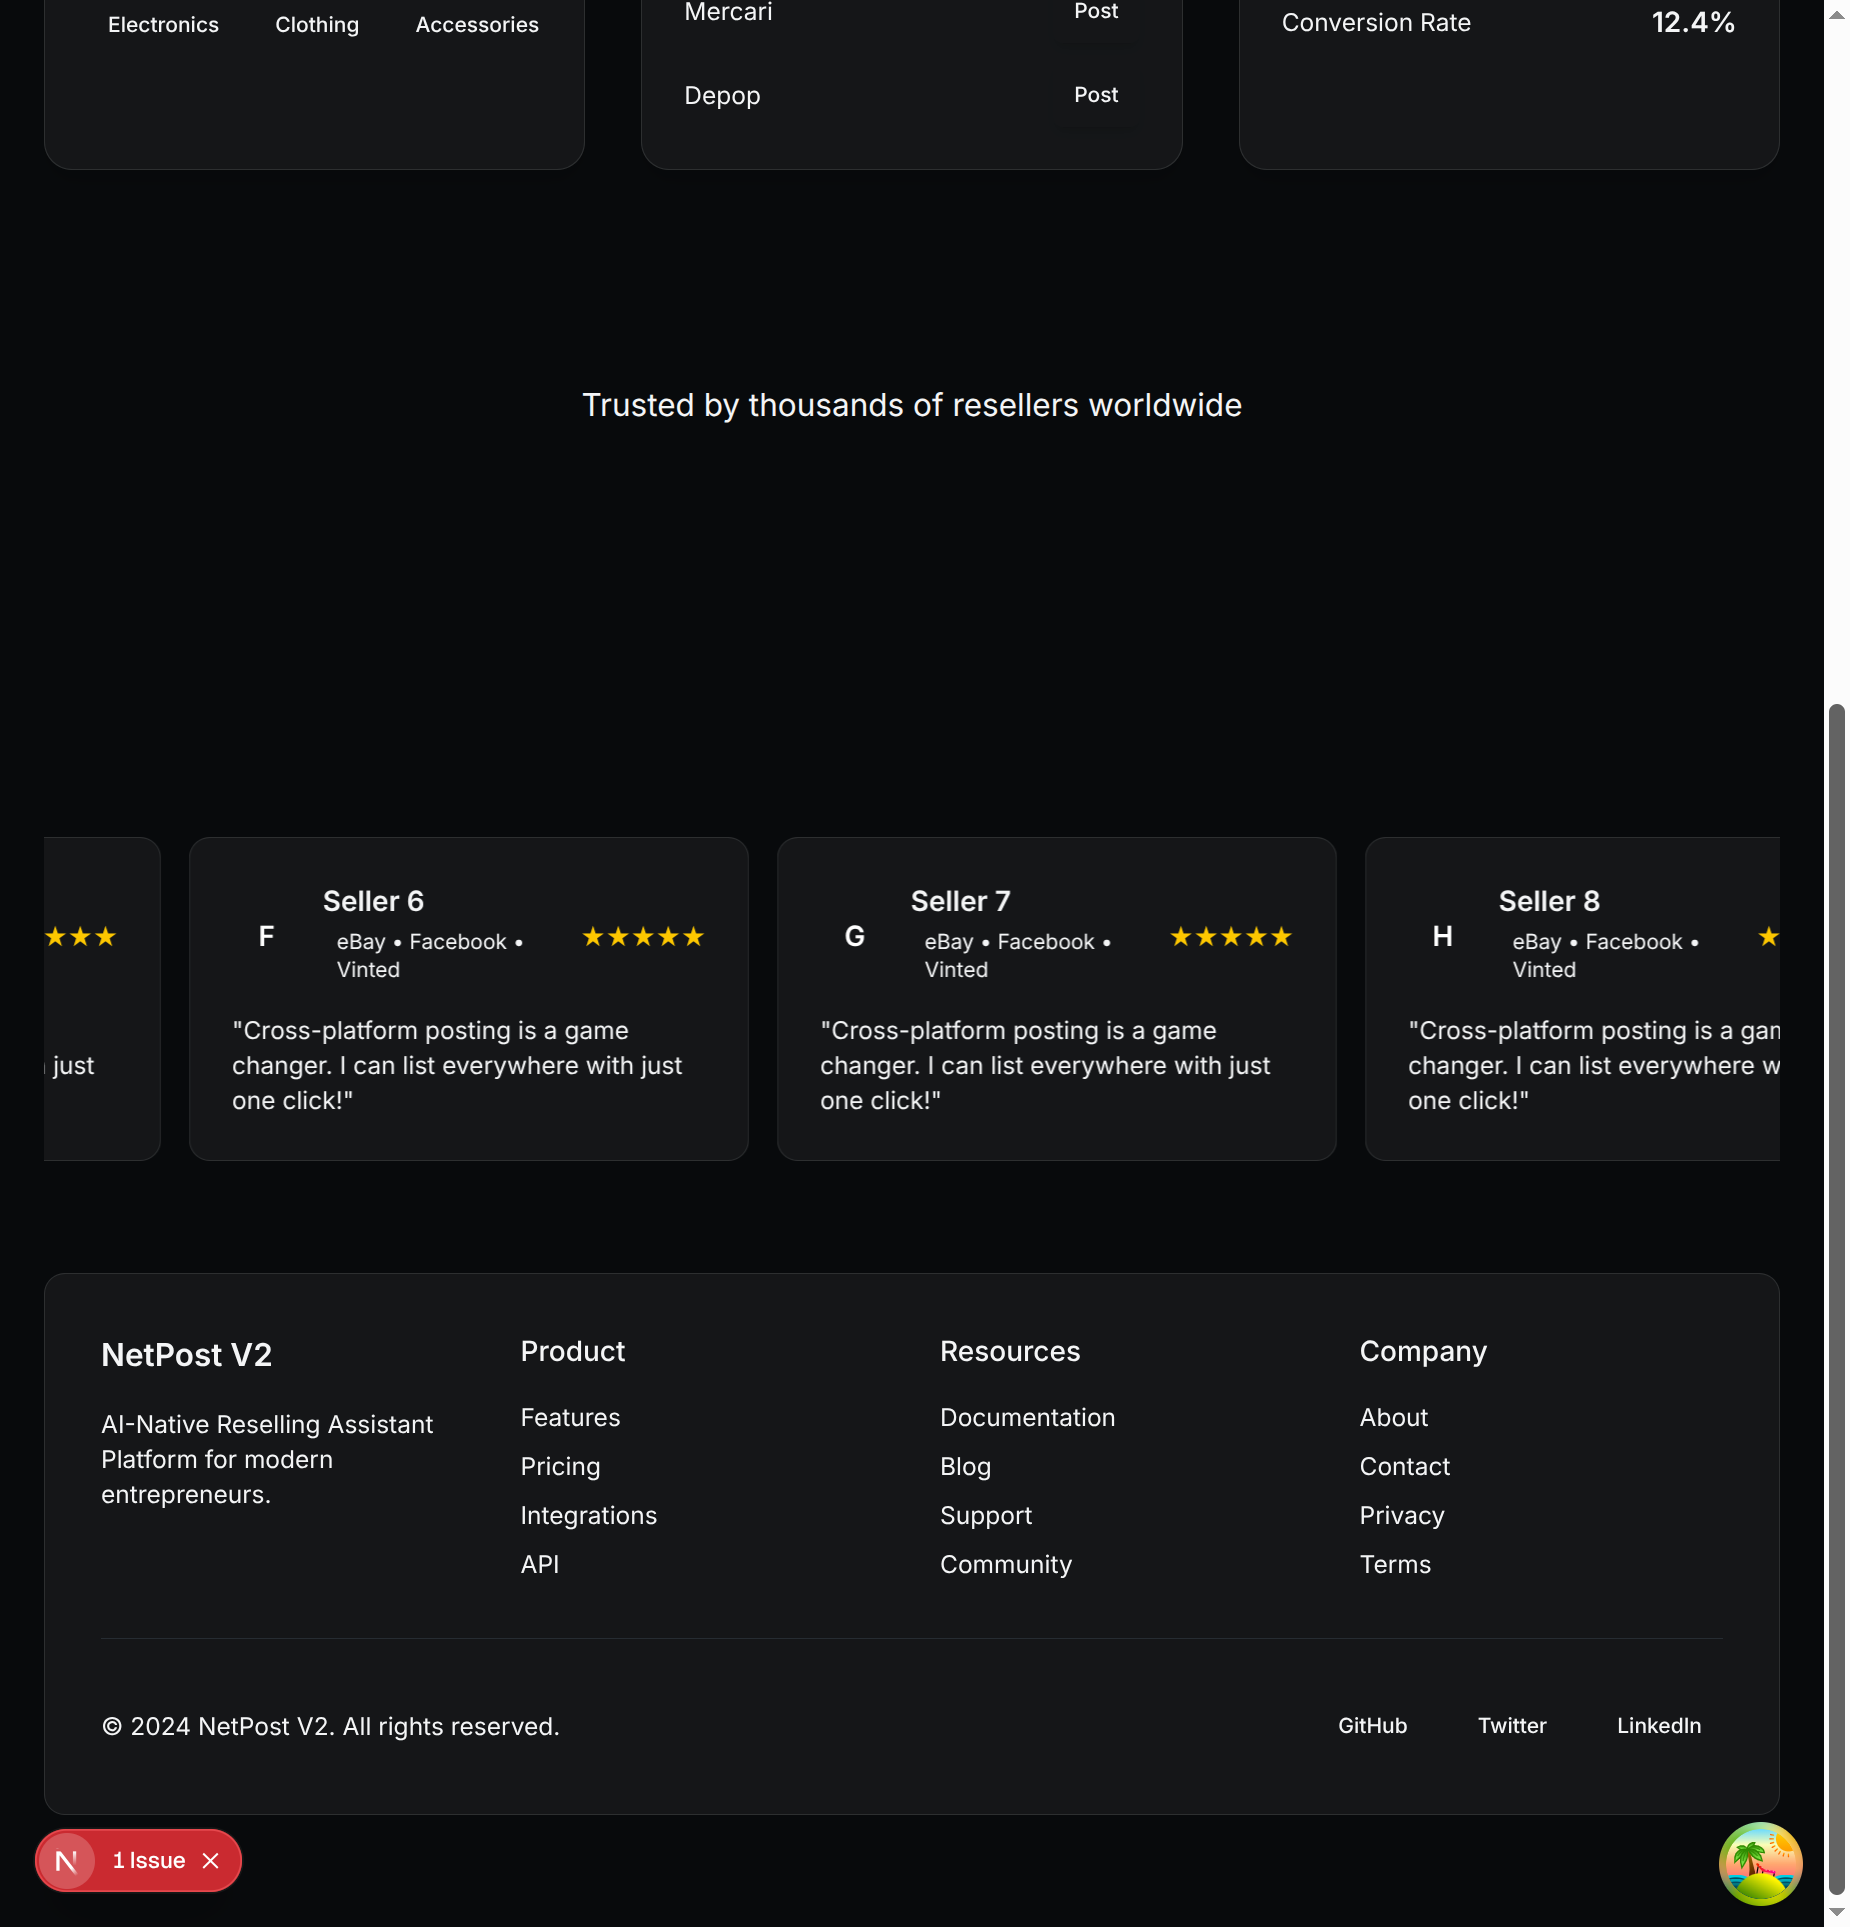 Electronics Clothing Accessories
Mercari Post
Depop Post
Conversion Rate 12.4%
Trusted by thousands of resellers worldwide
★★★
just
F
Seller 6
eBay • Facebook •
Vinted
★★★★★
"Cross-platform posting is a game
changer. I can list everywhere with just
one click!"
G
Seller 7
eBay • Facebook •
Vinted
★★★★★
"Cross-platform posting is a game
changer. I can list everywhere with just
one click!"
H
Seller 8
eBay • Facebook •
Vinted
★
"Cross-platform posting is a
changer. I can list everywhere
one click!"
NetPost V2
AI-Native Reselling Assistant
Platform for modern
entrepreneurs.
Product
Features
Pricing
Integrations
API
Resources
Documentation
Blog
Support
Community
Company
About
Contact
Privacy
Terms
© 2024 NetPost V2. All rights reserved.
GitHub Twitter LinkedIn
N 1 Issue ×